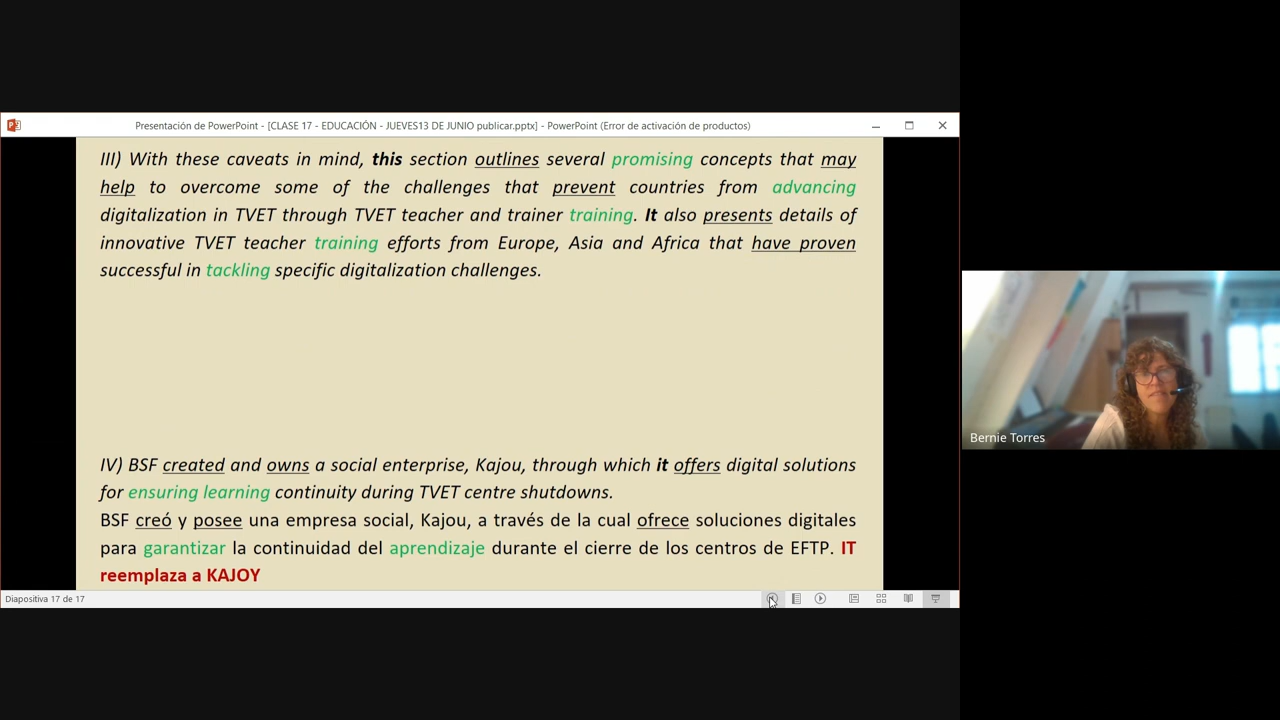 Presentación de PowerPoint - [CLASE 17 - EDUCACIÓN - JUEVES13 DE JUNIO publicar.pptx] - PowerPoint (Error de activación de productos)
III) With these caveats in mind, this section outlines several promising concepts that may
help to overcome some of the challenges that prevent countries from advancing
digitalization in TVET through TVET teacher and trainer training. It also presents details of
innovative TVET teacher training efforts from Europe, Asia and Africa that have proven
successful in tackling specific digitalization challenges.
IV) BSF created and owns a social enterprise, Kajou, through which it offers digital solutions
for ensuring learning continuity during TVET centre shutdowns.
BSF creó y posee una empresa social, Kajou, a través de la cual ofrece soluciones digitales
para garantizar la continuidad del aprendizaje durante el cierre de los centros de EFTP. IT
reemplaza a KAJOY
Diapositiva 17 de 17
Bernie Torres